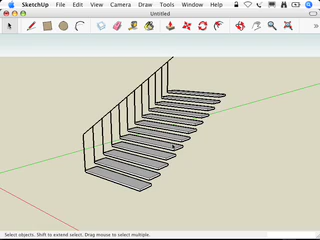 SketchUp File Edit View Camera Draw Tools Window Help
Untitled
Select objects. Shift to extend select. Drag mouse to select multiple.